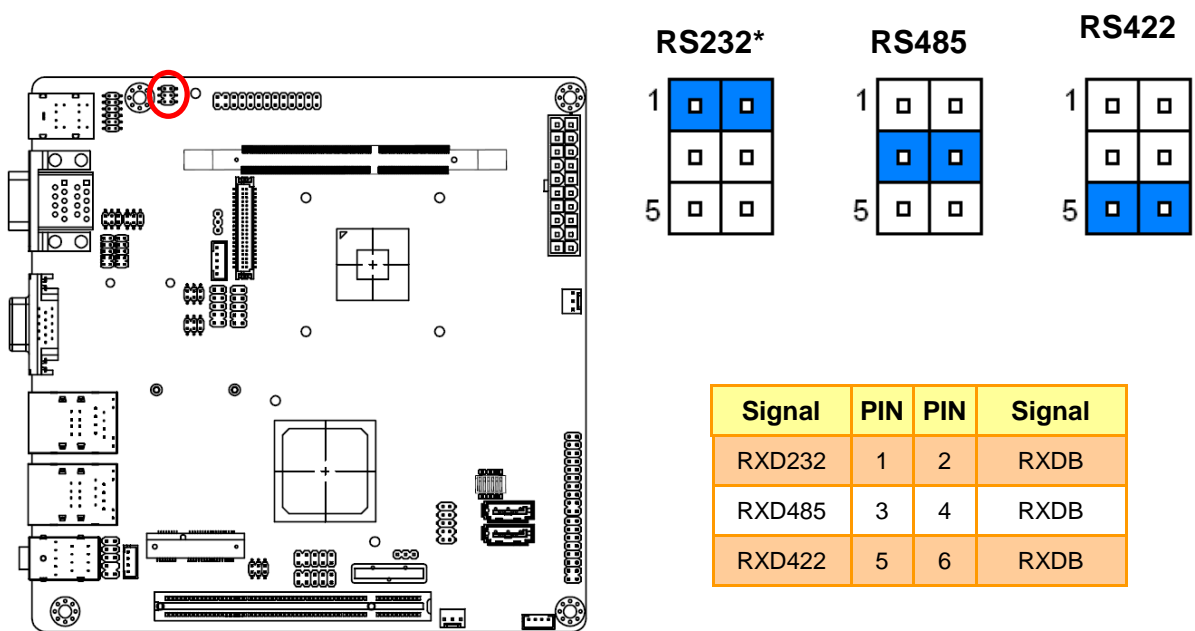 RS232* RS485 RS422
1 1 1
5 5 5
Signal PIN PIN Signal
RXD232 1 2 RXDB
RXD485 3 4 RXDB
RXD422 5 6 RXDB